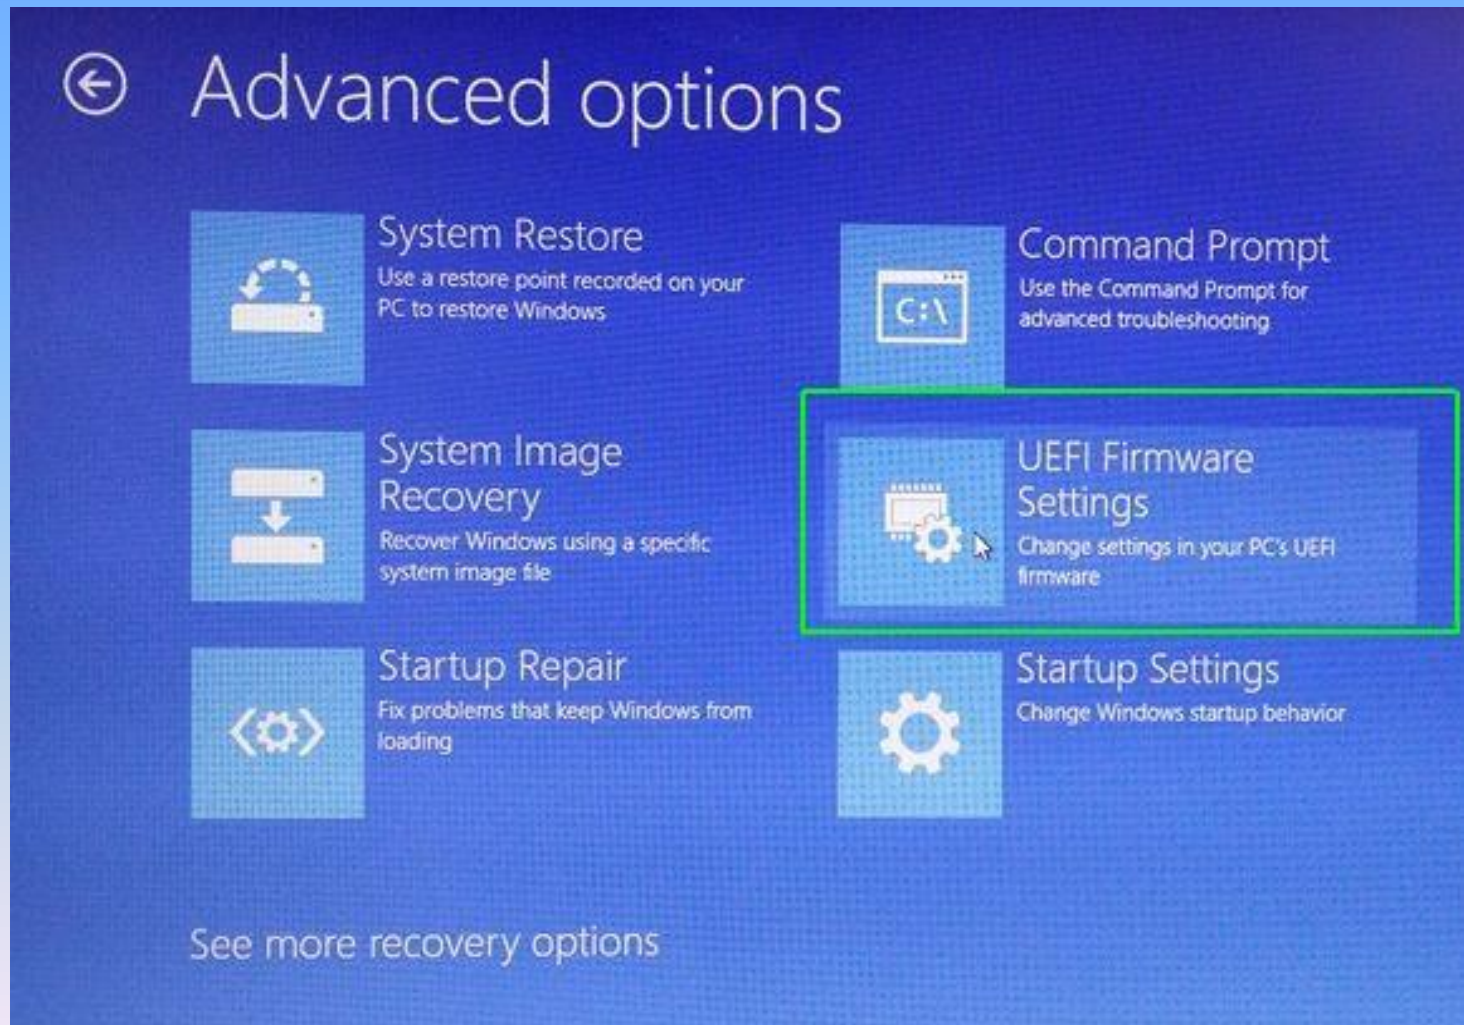 Advanced options
System Restore
Use a restore point recorded on your
PC to restore Windows
Command Prompt
Use the Command Prompt for
advanced troubleshooting
C:\
System Image
Recovery
Recover Windows using a specific
system image file
UEFI Firmware
Settings
Change settings in your PC's UEFI
firmware
Startup Repair
Fix problems that keep Windows from
loading
Startup Settings
Change Windows startup behavior
See more recovery options